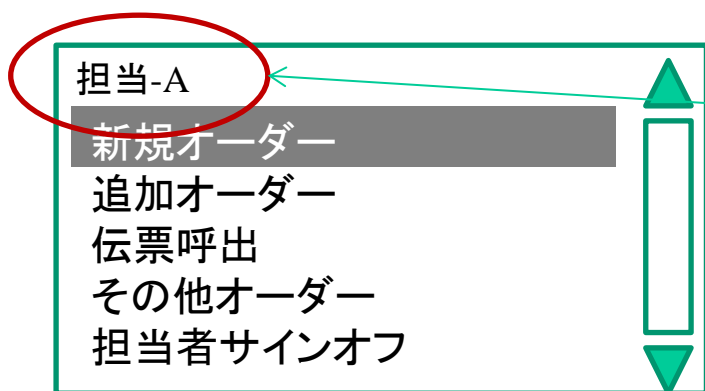 担当-A
新規オーダー
追加オーダー
伝票呼出
その他オーダー
担当者サインオフ